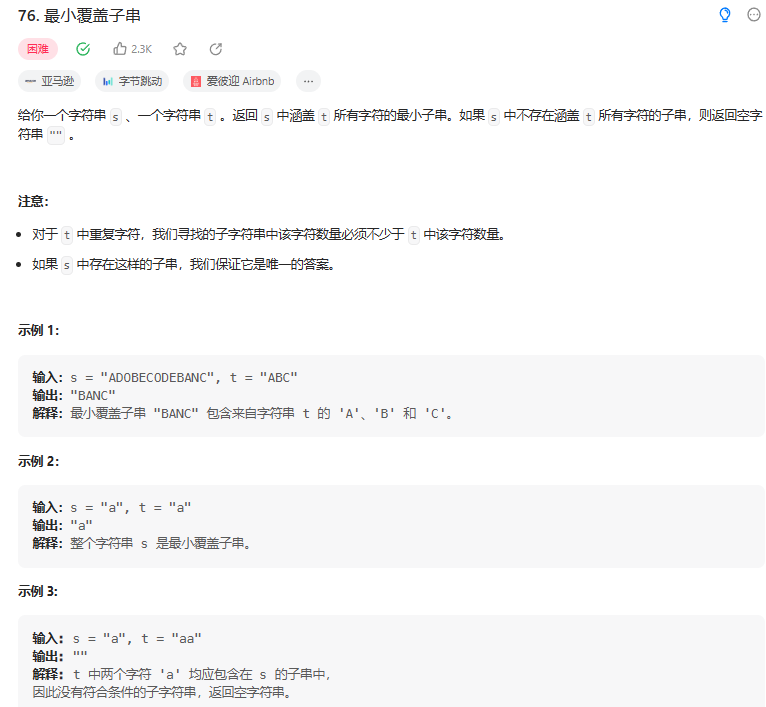 76. 最小覆盖子串
困难 2.3K
亚马逊 字节跳动 爱彼迎 Airbnb ...
给你一个字符串 s 、一个字符串 t 。返回 s 中涵盖 t 所有字符的最小子串。如果 s 中不存在涵盖 t 所有字符的子串，则返回空字
符串 "" 。
注意：
对于 t 中重复字符，我们寻找的子字符串中该字符数量必须不少于 t 中该字符数量。
如果 s 中存在这样的子串，我们保证它是唯一的答案。
示例 1：
输入：s = "ADOBECODEBANC", t = "ABC"
输出："BANC"
解释：最小覆盖子串 "BANC" 包含来自字符串 t 的 'A'、'B' 和 'C'。
示例 2：
输入：s = "a", t = "a"
输出："a"
解释：整个字符串 s 是最小覆盖子串。
示例 3:
输入: s = "a", t = "aa"
输出: ""
解释: t 中两个字符 'a' 均应包含在 s 的子串中，
因此没有符合条件的子字符串，返回空字符串。